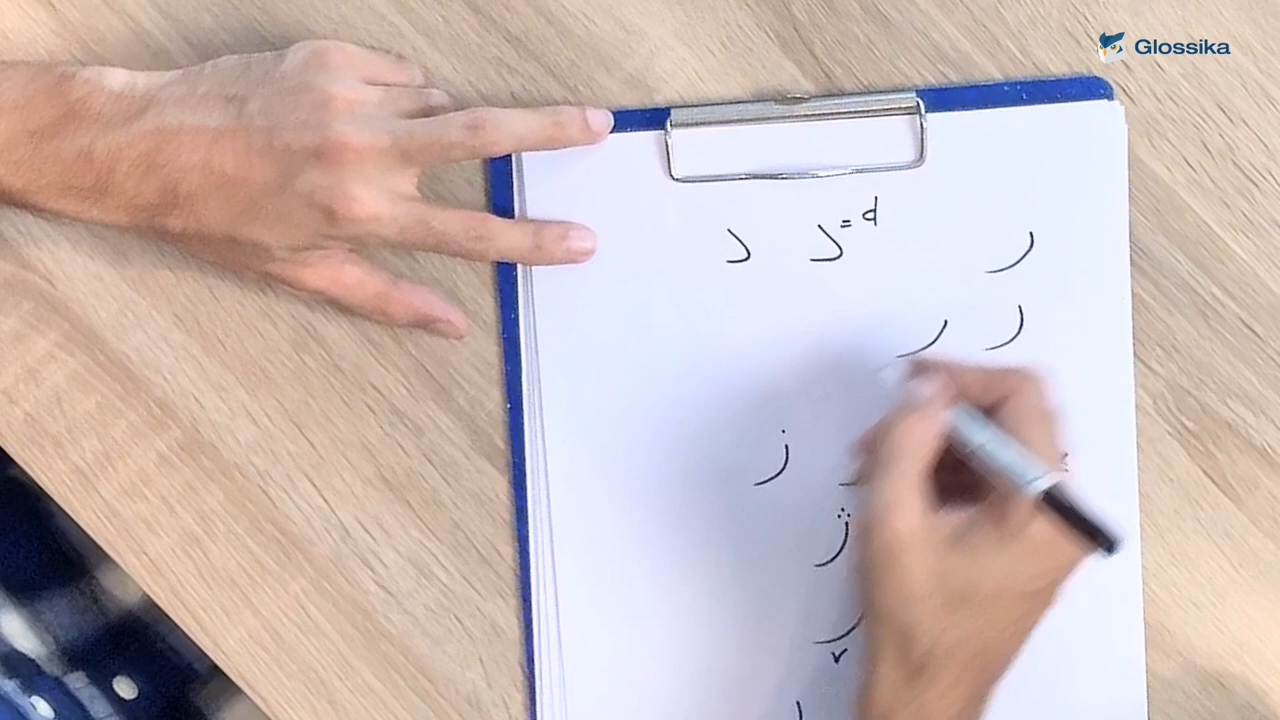 Glossika
ر د = d د
ر ر
ز
ژ
ڕ